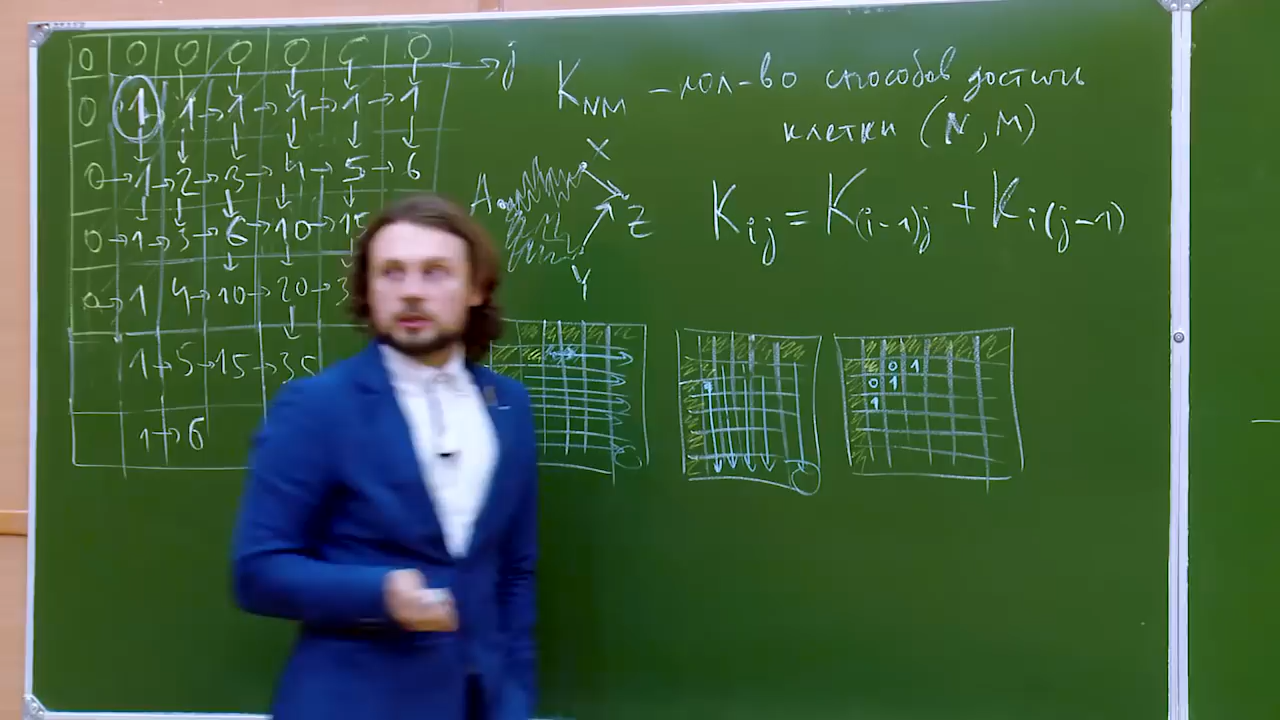 0 0 0 0 0 0 0 → j
0 1 → 1 → 1 → 1 → 1 → 1
0 → 1 → 2 → 3 → 4 → 5 → 6
0 → 1 → 3 → 6 → 10 → 15
0 → 1 4 → 10 → 20 → 3
1 → 5 → 15 → 35
1 → 6
K_NM – кол-во способов достичь
клетки (N, M)
X
A
Z
Y
K_ij = K_(i-1)j + K_i(j-1)
0 1
0 1
1